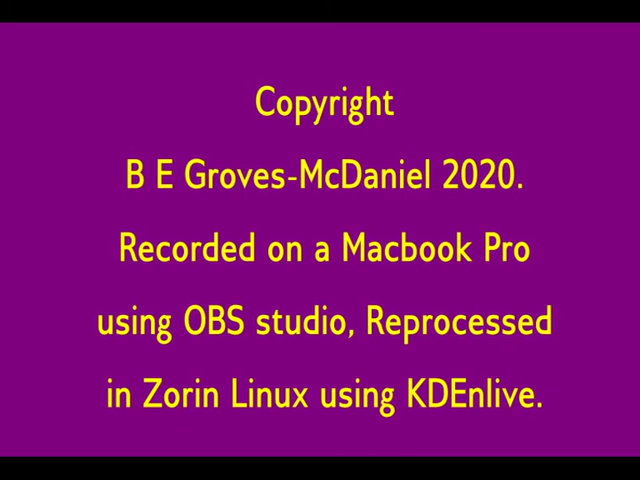 Copyright
B E Groves-McDaniel 2020.
Recorded on a Macbook Pro
using OBS studio, Reprocessed
in Zorin Linux using KDEnlive.